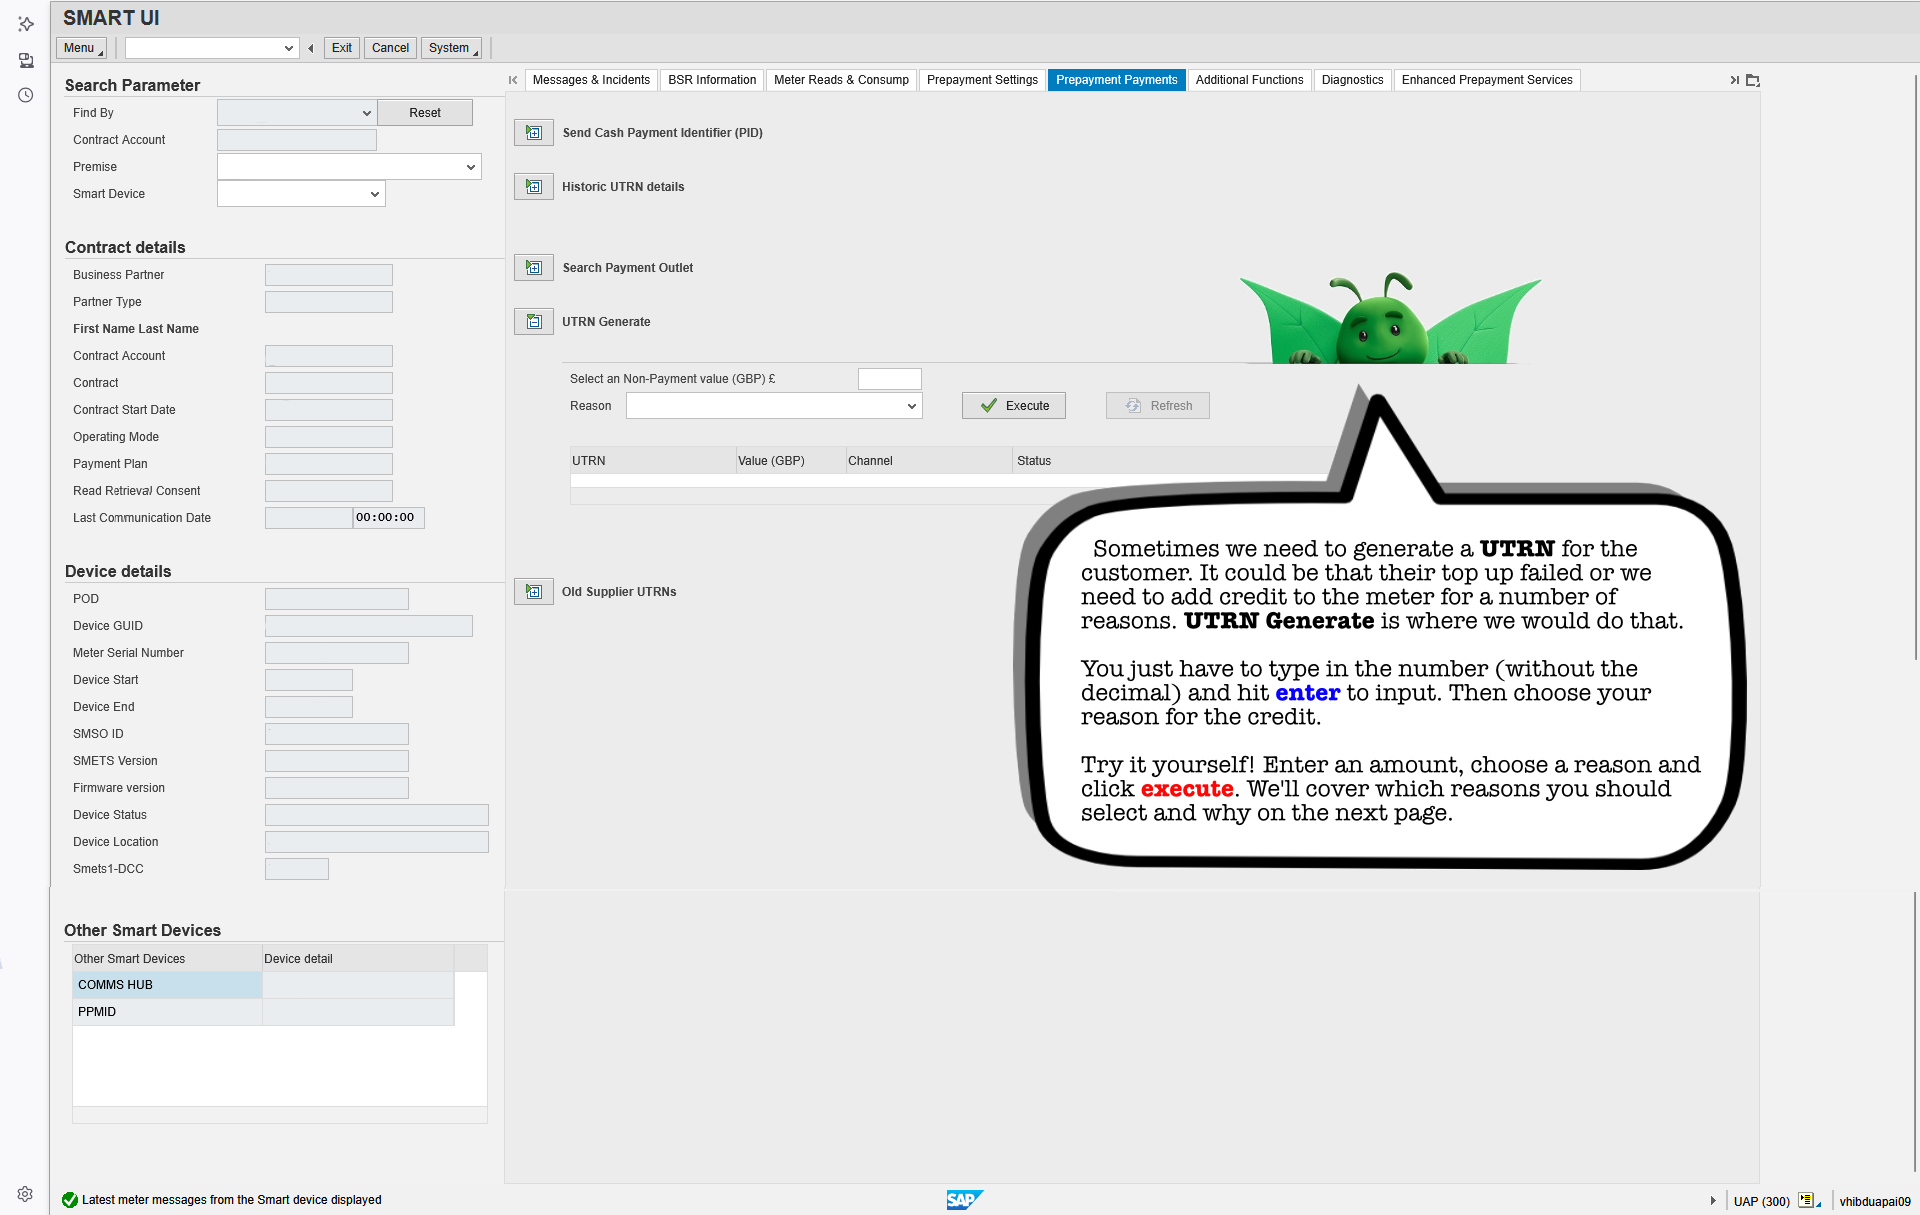 SMART UI
Menu
Exit
Cancel
System
Search Parameter
Find By
Reset
Contract Account
Premise
Smart Device
Contract details
Business Partner
Partner Type
First Name Last Name
Contract Account
Contract
Contract Start Date
Operating Mode
Payment Plan
Read Retrieval Consent
Last Communication Date
00:00:00
Device details
POD
Device GUID
Meter Serial Number
Device Start
Device End
SMSO ID
SMETS Version
Firmware version
Device Status
Device Location
Smets1-DCC
Other Smart Devices
Other Smart Devices Device detail
COMMS HUB
PPMID
Messages & Incidents
BSR Information
Meter Reads & Consump
Prepayment Settings
Prepayment Payments
Additional Functions
Diagnostics
Enhanced Prepayment Services
Send Cash Payment Identifier (PID)
Historic UTRN details
Search Payment Outlet
UTRN Generate
Select an Non-Payment value (GBP) £
Reason
Execute
Refresh
UTRN Value (GBP) Channel Status
Old Supplier UTRNs
Sometimes we need to generate a UTRN for the
customer. It could be that their top up failed or we
need to add credit to the meter for a number of
reasons. UTRN Generate is where we would do that.
You just have to type in the number (without the
decimal) and hit enter to input. Then choose your
reason for the credit.
Try it yourself! Enter an amount, choose a reason and
click execute. We'll cover which reasons you should
select and why on the next page.
Latest meter messages from the Smart device displayed
SAP
UAP (300)
vhibduapai09